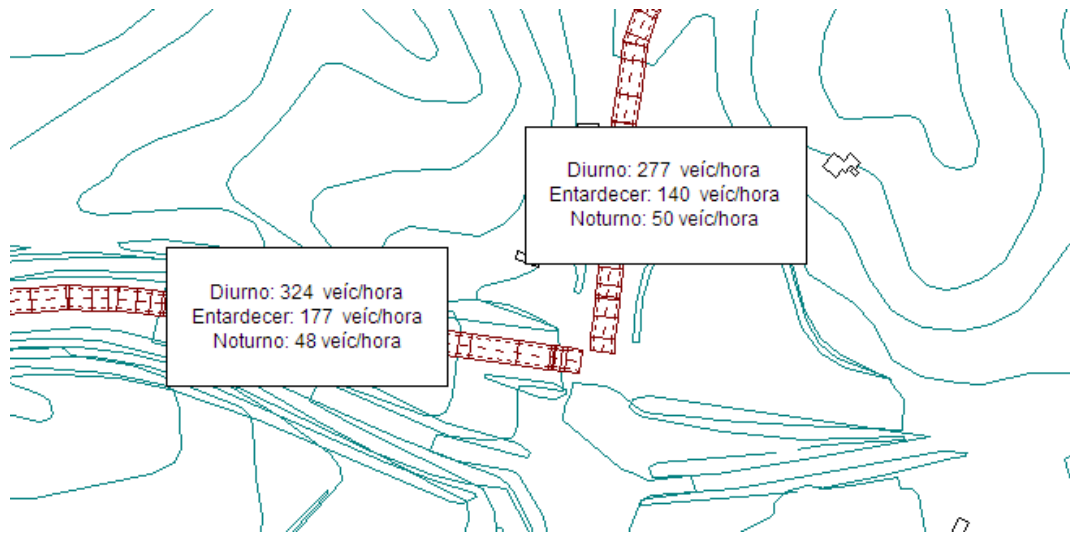 Diurno: 277 veíc/hora
Entardecer: 140 veíc/hora
Noturno: 50 veíc/hora
Diurno: 324 veíc/hora
Entardecer: 177 veíc/hora
Noturno: 48 veíc/hora